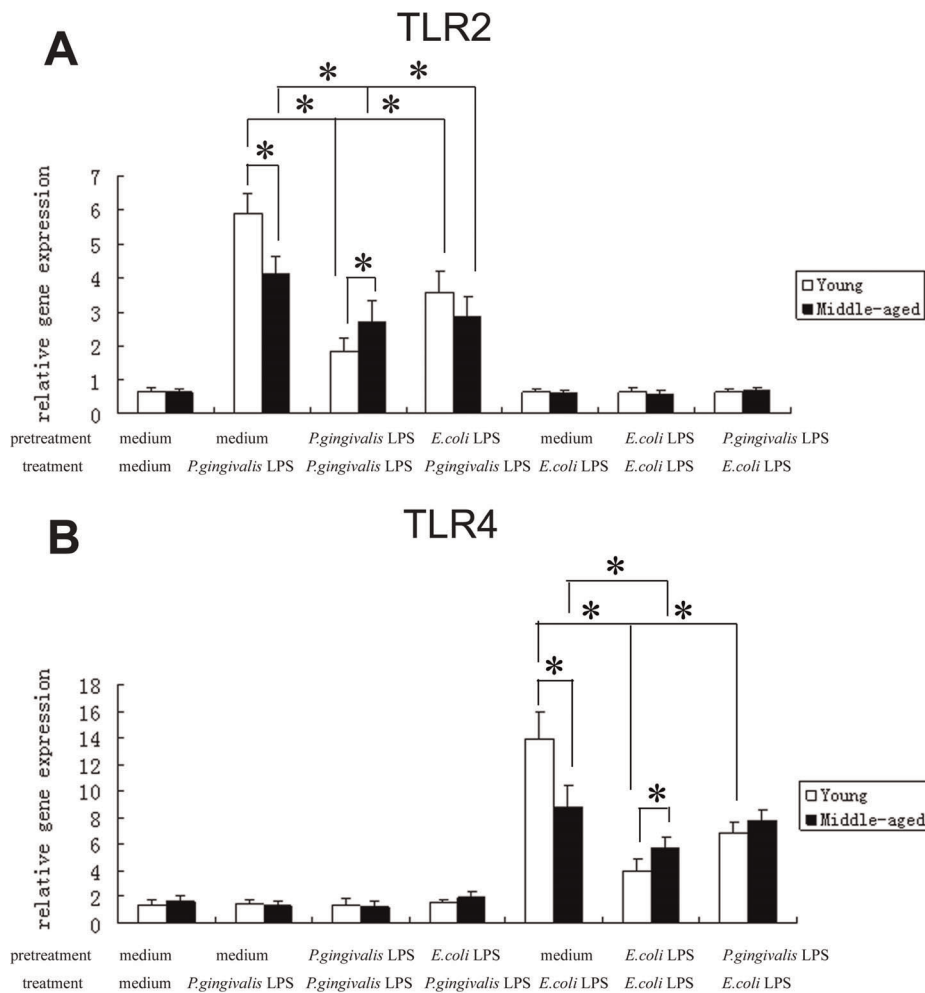 A
TLR2
* *
* *
*
*
7
6
5
4
3
2
1
0
relative gene expression
Young
Middle-aged
pretreatment medium medium P.gingivalis LPS E.coli LPS medium E.coli LPS P.gingivalis LPS
treatment medium P.gingivalis LPS P.gingivalis LPS P.gingivalis LPS E.coli LPS E.coli LPS E.coli LPS
B
TLR4
*
* *
*
*
18
16
14
12
10
8
6
4
2
0
relative gene expression
Young
Middle-aged
pretreatment medium medium P.gingivalis LPS E.coli LPS medium E.coli LPS P.gingivalis LPS
treatment medium P.gingivalis LPS P.gingivalis LPS P.gingivalis LPS E.coli LPS E.coli LPS E.coli LPS